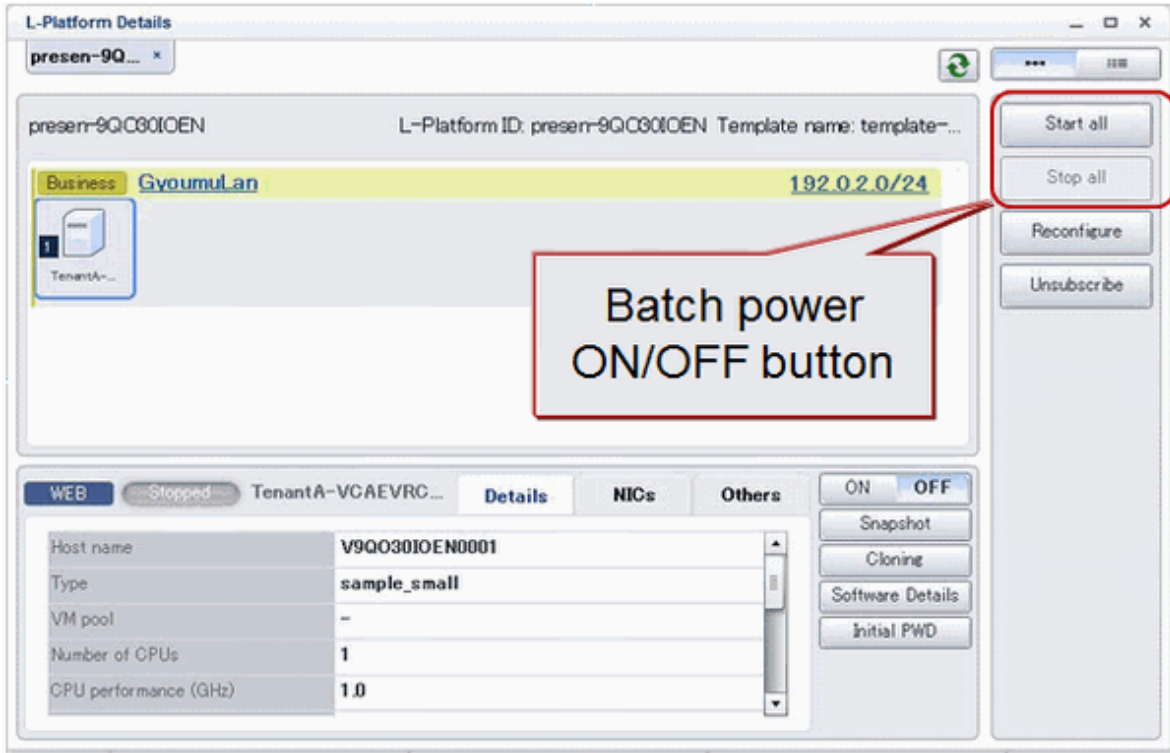 L-Platform Details
presen-9Q... ×
presen-9QC30IOEN L-Platform ID: presen-9QC30IOEN Template name: template-...
Business GyoumuLan 192.0.2.0/24
1
TenantA-...
Start all
Stop all
Reconfigure
Unsubscribe
Batch power
ON/OFF button
WEB Stopped TenantA-VCAEVRC... Details NICs Others
Host name V9QO30IOEN0001
Type sample_small
VM pool -
Number of CPUs 1
CPU performance (GHz) 1.0
ON OFF
Snapshot
Cloning
Software Details
Initial PWD